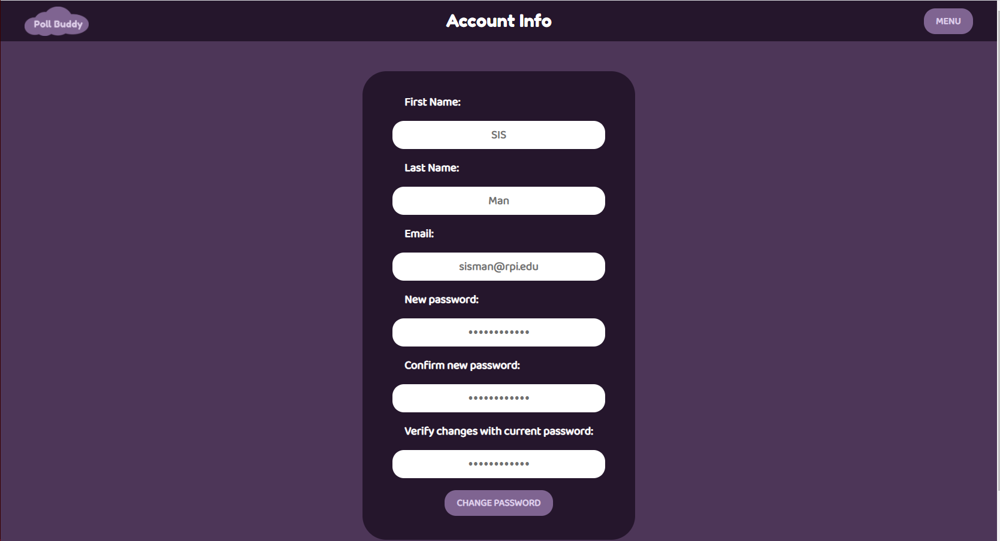 Poll Buddy
Account Info
MENU
First Name:
SIS
Last Name:
Man
Email:
sisman@rpi.edu
New password:
••••••••••••
Confirm new password:
••••••••••••
Verify changes with current password:
••••••••••••
CHANGE PASSWORD